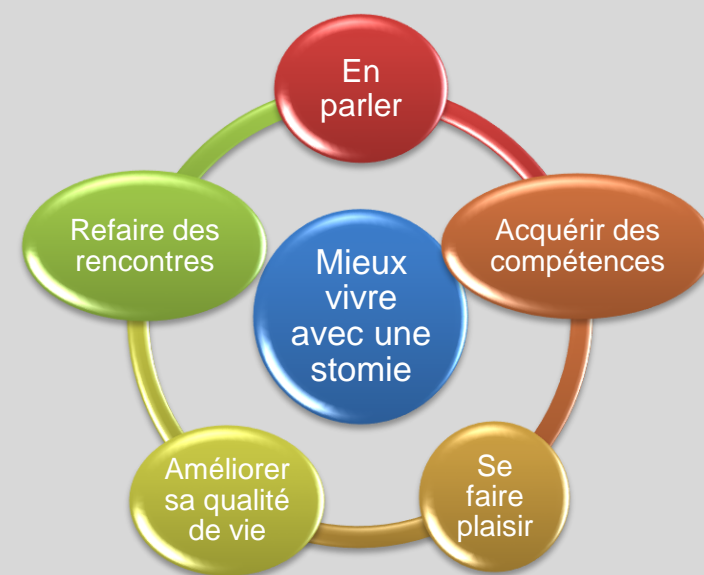 En
parler
Acquérir des
compétences
Se
faire
plaisir
Améliorer
sa qualité
de vie
Refaire des
rencontres
Mieux
vivre
avec une
stomie